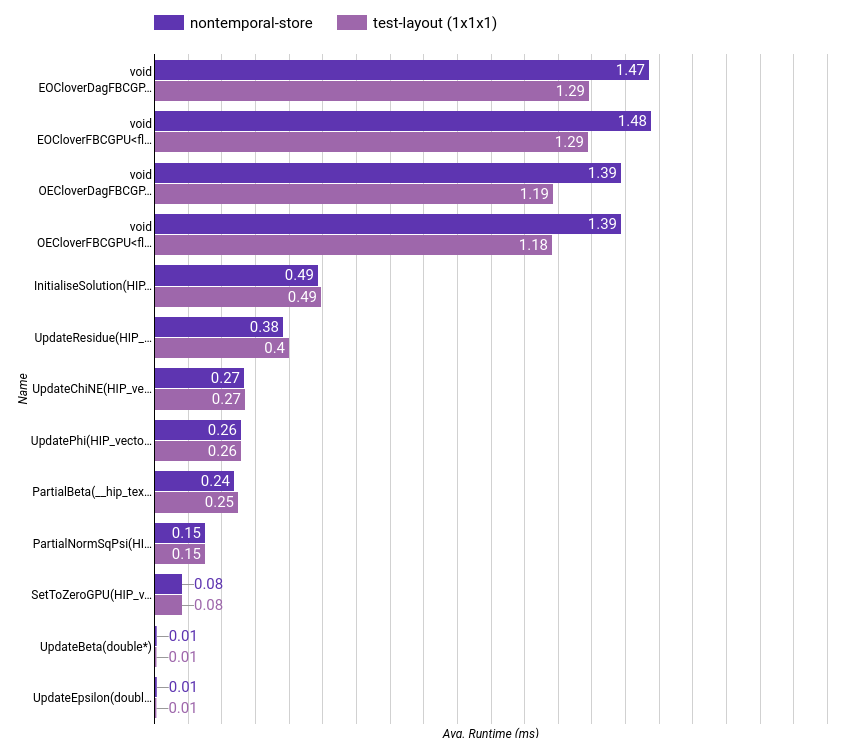 nontemporal-store
test-layout (1x1x1)
void
EOCloverDagFBCGP...
1.47
1.29
void
EOCloverFBCGPU<fl...
1.48
1.29
void
OECloverDagFBCGP...
1.39
1.19
void
OECloverFBCGPU<fl...
1.39
1.18
InitialiseSolution(HIP...
0.49
0.49
UpdateResidue(HIP_...
0.38
0.4
UpdateChiNE(HIP_ve...
0.27
0.27
UpdatePhi(HIP_vecto...
0.26
0.26
PartialBeta(__hip_tex...
0.24
0.25
PartialNormSqPsi(HI...
0.15
0.15
SetToZeroGPU(HIP_v...
0.08
0.08
UpdateBeta(double*)
0.01
0.01
UpdateEpsilon(doubl...
0.01
0.01
Name
Avg. Runtime (ms)